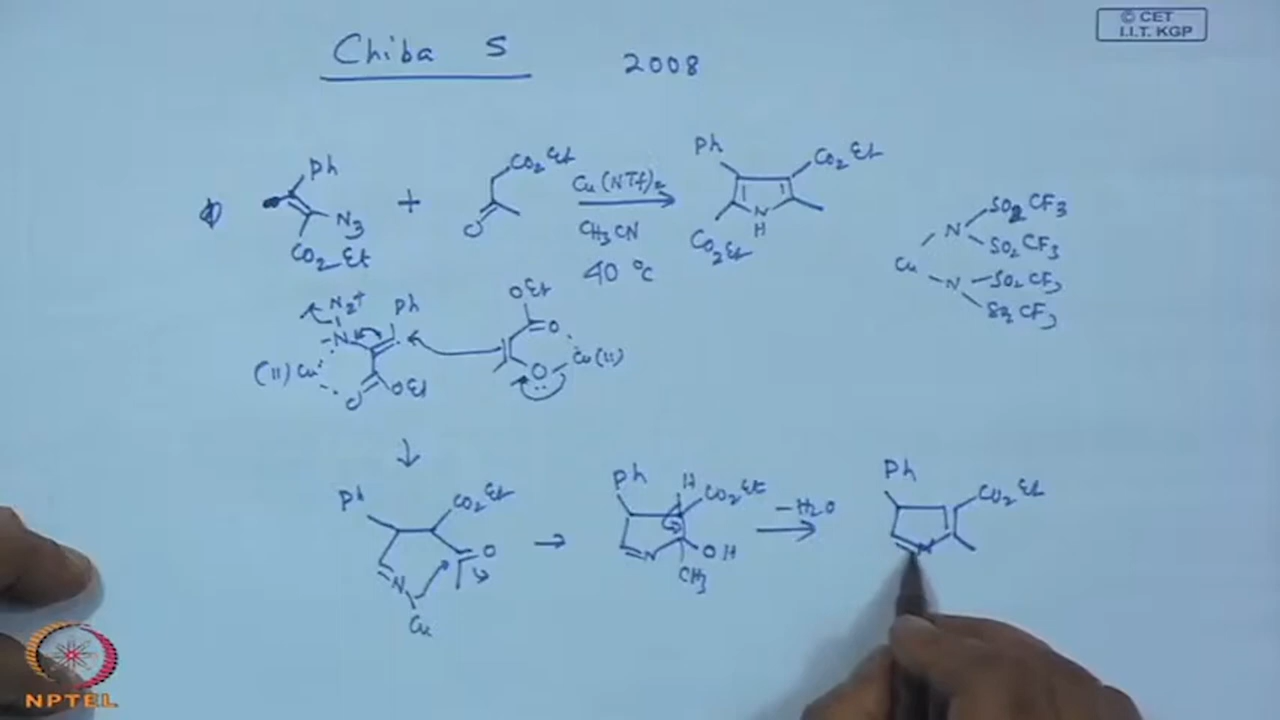 © CET
I.I.T. KGP
Chiba S 2008
Ph
N3
CO2Et
+
CO2Et
O
Cu(NTf)2
CH3CN
40 °C
Ph
CO2Et
N
H
CO2Et
Cu
N
SO2CF3
SO2CF3
N
SO2CF3
SO2CF3
N2+
N
Ph
(II)Cu
O
OEt
OEt
O
O
Cu(II)
Ph
CO2Et
O
N
Cu
Ph
H
CO2Et
N
OH
CH3
-H2O
Ph
CO2Et
N
NPTEL